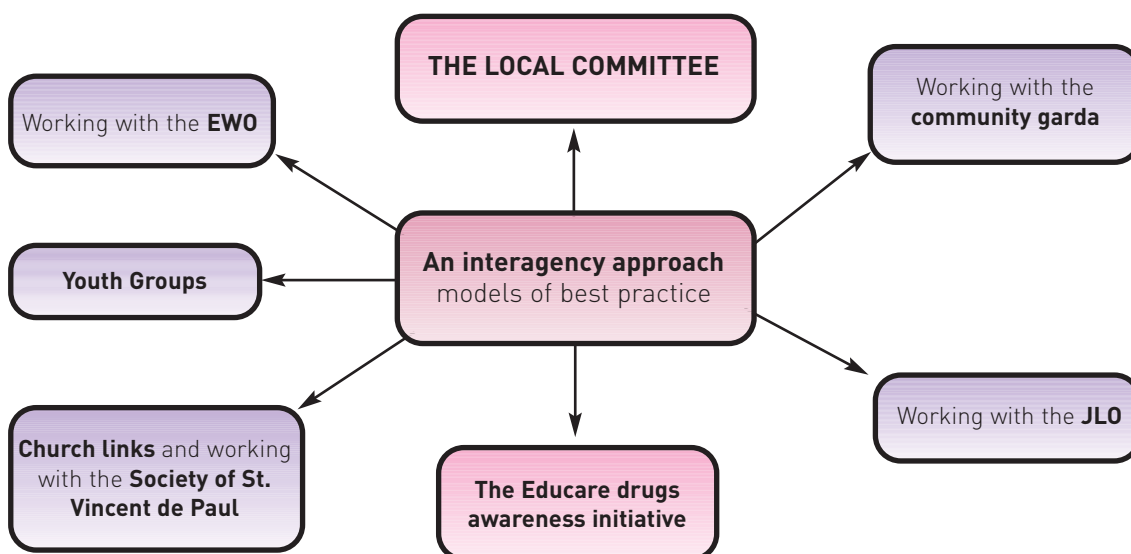 THE LOCAL COMMITTEE
Working with the
community garda
Working with the EWO
An interagency approach
models of best practice
Youth Groups
Working with the JLO
Church links and working
with the Society of St.
Vincent de Paul
The Educare drugs
awareness initiative